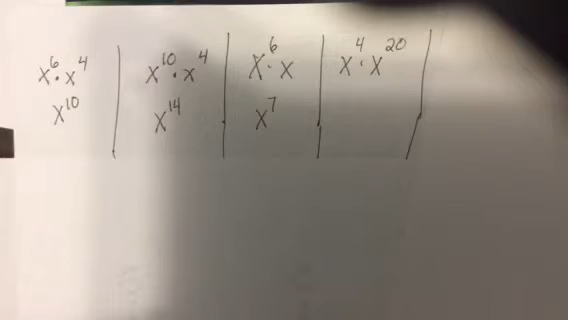 x⁶·x⁴ | x¹⁰·x⁴ | x⁶·x | x⁴·x²⁰
x¹⁰ | x¹⁴ | x⁷ |